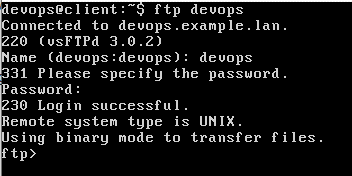 devops@client:~$ ftp devops
Connected to devops.example.lan.
220 (vsFTPd 3.0.2)
Name (devops:devops): devops
331 Please specify the password.
Password:
230 Login successful.
Remote system type is UNIX.
Using binary mode to transfer files.
ftp>